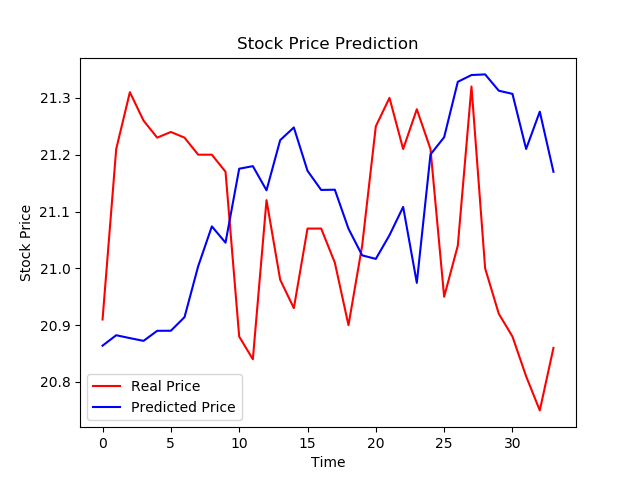 Stock Price Prediction
Stock Price
21.3
21.2
21.1
21.0
20.9
20.8
Real Price
Predicted Price
0 5 10 15 20 25 30
Time